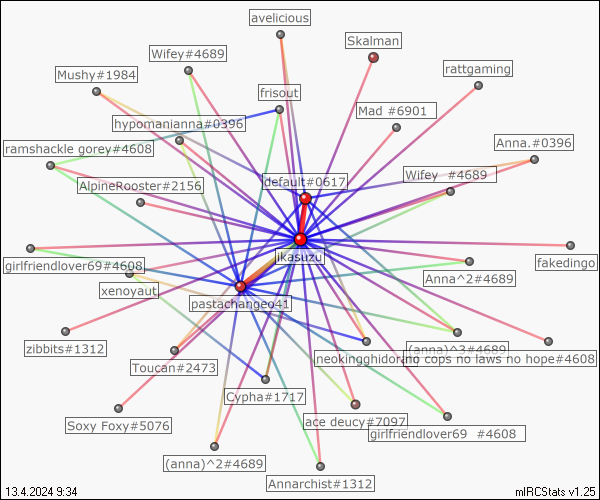 avelicious
Skalman
Wifey#4689
rattgaming
Mushy#1984
frisout
Mad #6901
hypomanianna#0396
Anna.#0396
ramshackle gorey#4608
default#0617
Wifey #4689
AlpineRooster#2156
ikasuzu
fakedingo
girlfriendlover69#4608
Anna^2#4689
xenoyaut
pastachangeo41
zibbits#1312
(anna)^3#4689
no cops no laws no hope#4608
Toucan#2473
Cypha#1717
Soxy Foxy#5076
ace deucy#7097
girlfriendlover69 #4608
(anna)^2#4689
Annarchist#1312
13.4.2024 9:34
mIRCStats v1.25